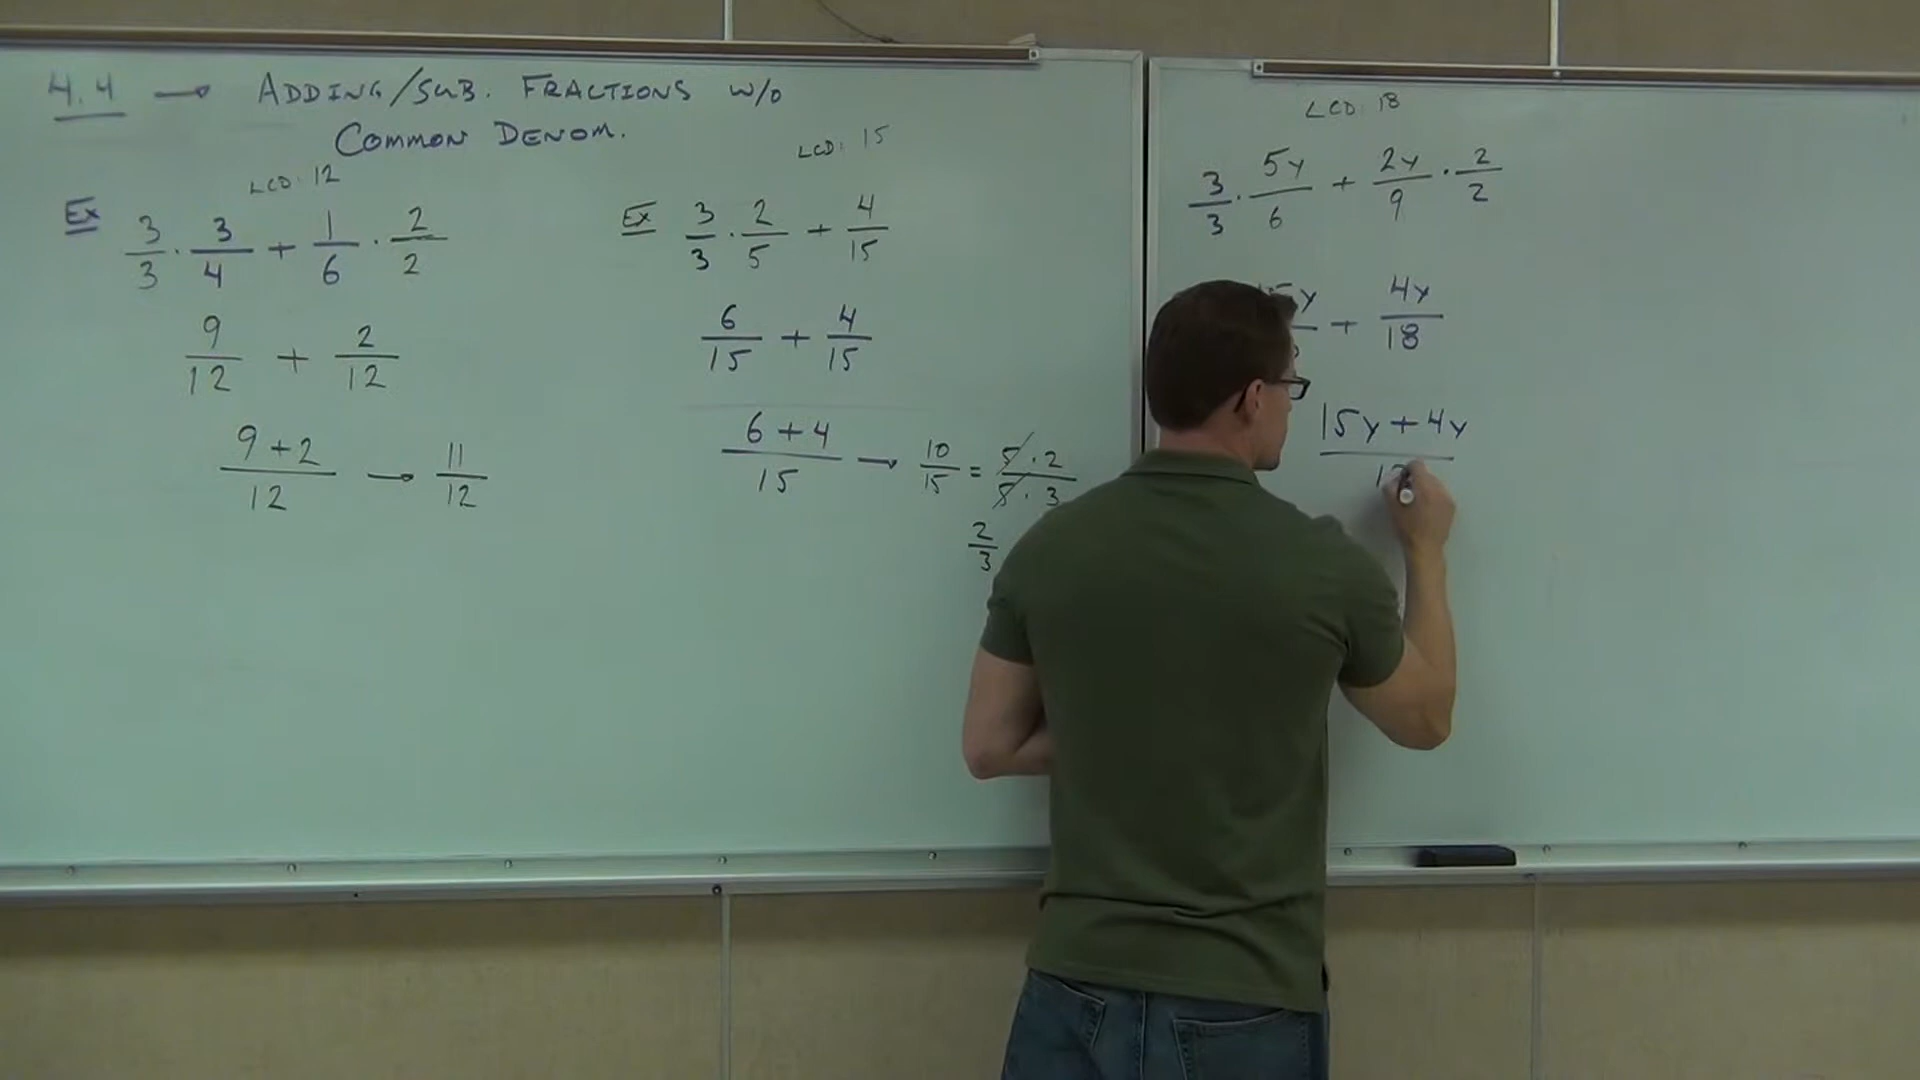 4.4 → ADDING/SUB. FRACTIONS W/O
COMMON DENOM.
LCD: 12
Ex 3/3 · 3/4 + 1/6 · 2/2
9/12 + 2/12
9+2/12 → 11/12
LCD: 15
Ex 3/3 · 2/5 + 4/15
6/15 + 4/15
6+4/15 → 10/15 = 5·2/5·3
2/3
LCD: 18
3/3 · 5y/6 + 2y/9 · 2/2
+ 4y/18
15y+4y